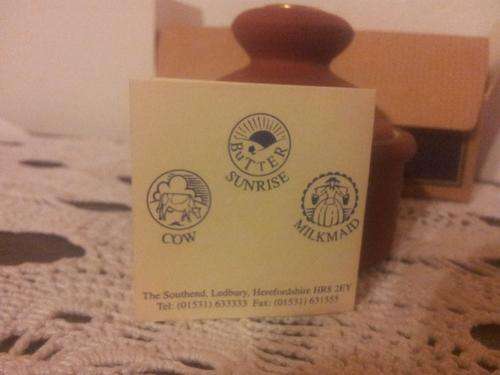 BUTTER
SUNRISE
COW
MILKMAID
The Southend, Ledbury, Herefordshire HR8 2EY
Tel: (01531) 633333 Fax: (01531) 631555